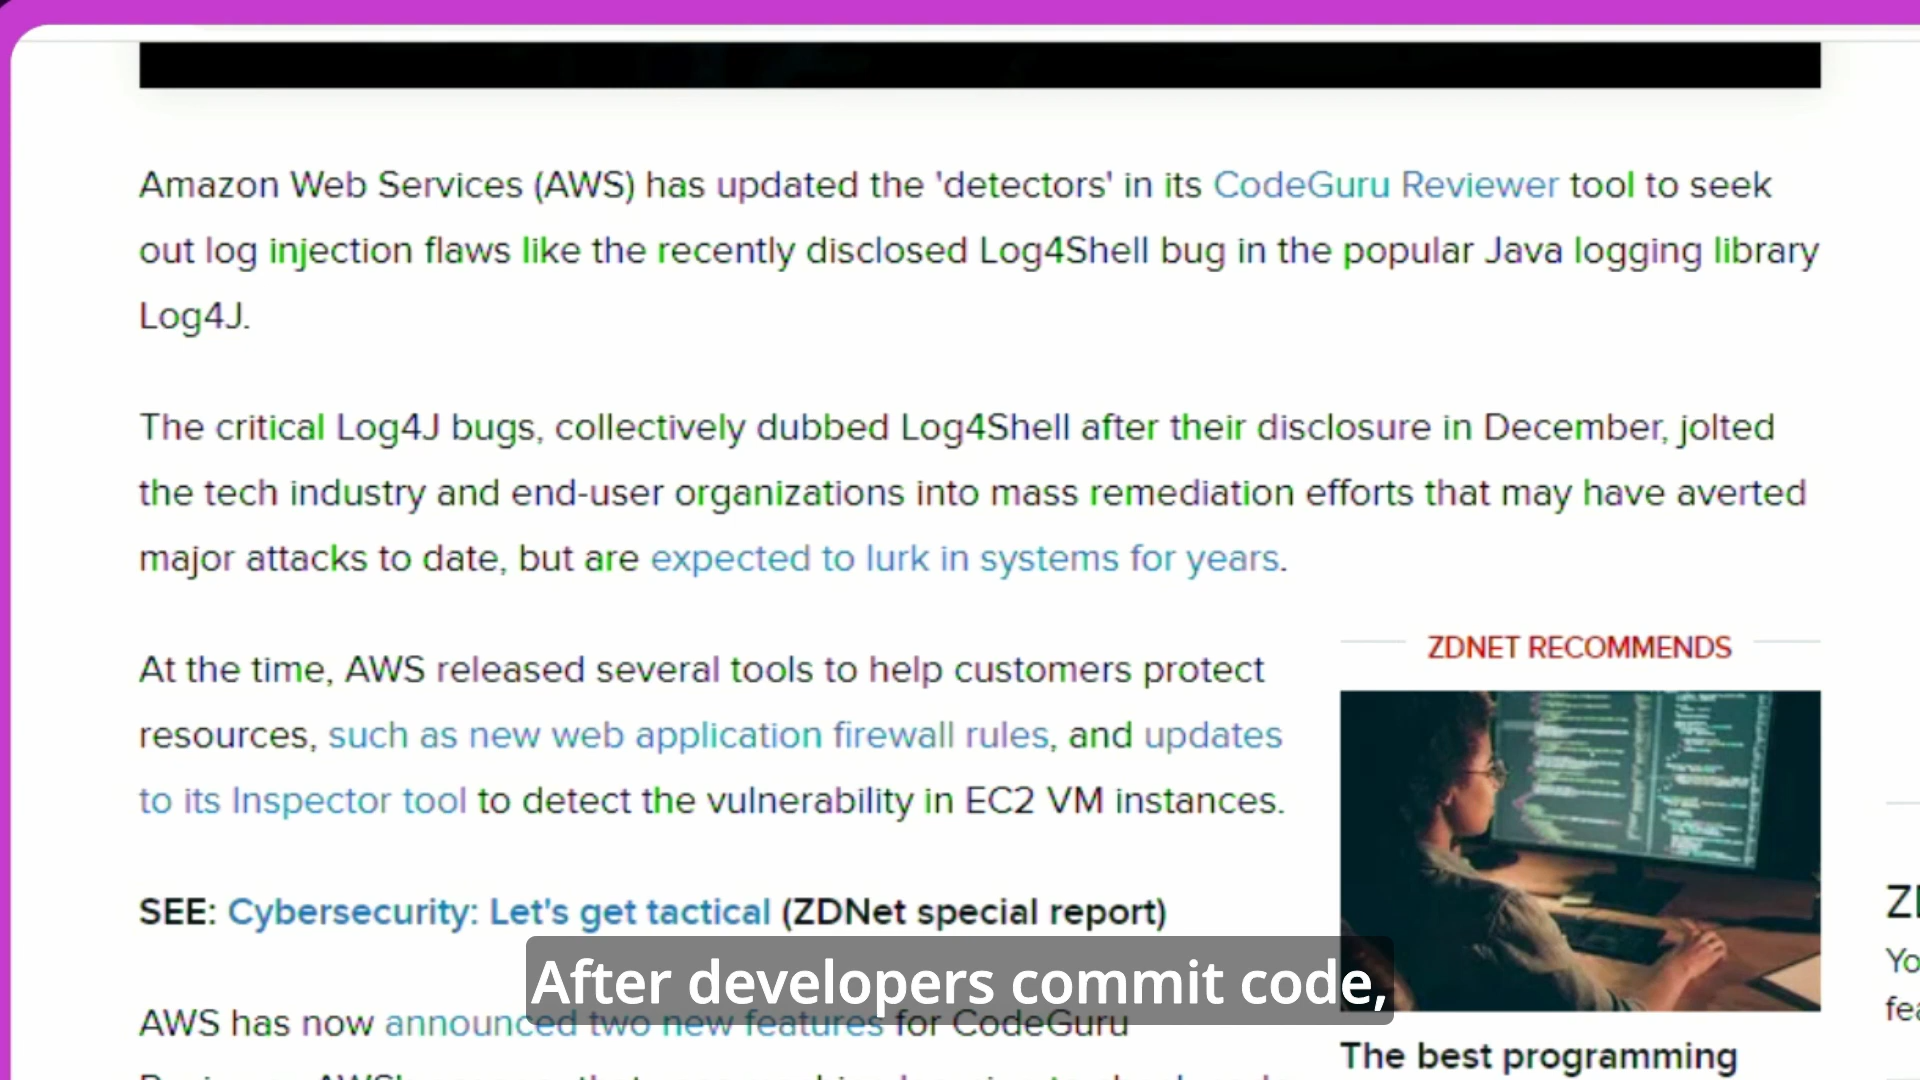 Amazon Web Services (AWS) has updated the 'detectors' in its CodeGuru Reviewer tool to seek
out log injection flaws like the recently disclosed Log4Shell bug in the popular Java logging library
Log4J.
The critical Log4J bugs, collectively dubbed Log4Shell after their disclosure in December, jolted
the tech industry and end-user organizations into mass remediation efforts that may have averted
major attacks to date, but are expected to lurk in systems for years.
At the time, AWS released several tools to help customers protect
resources, such as new web application firewall rules, and updates
to its Inspector tool to detect the vulnerability in EC2 VM instances.
SEE: Cybersecurity: Let's get tactical (ZDNet special report)
AWS has now announced two new features for CodeGuru
ZDNET RECOMMENDS
The best programming
After developers commit code,